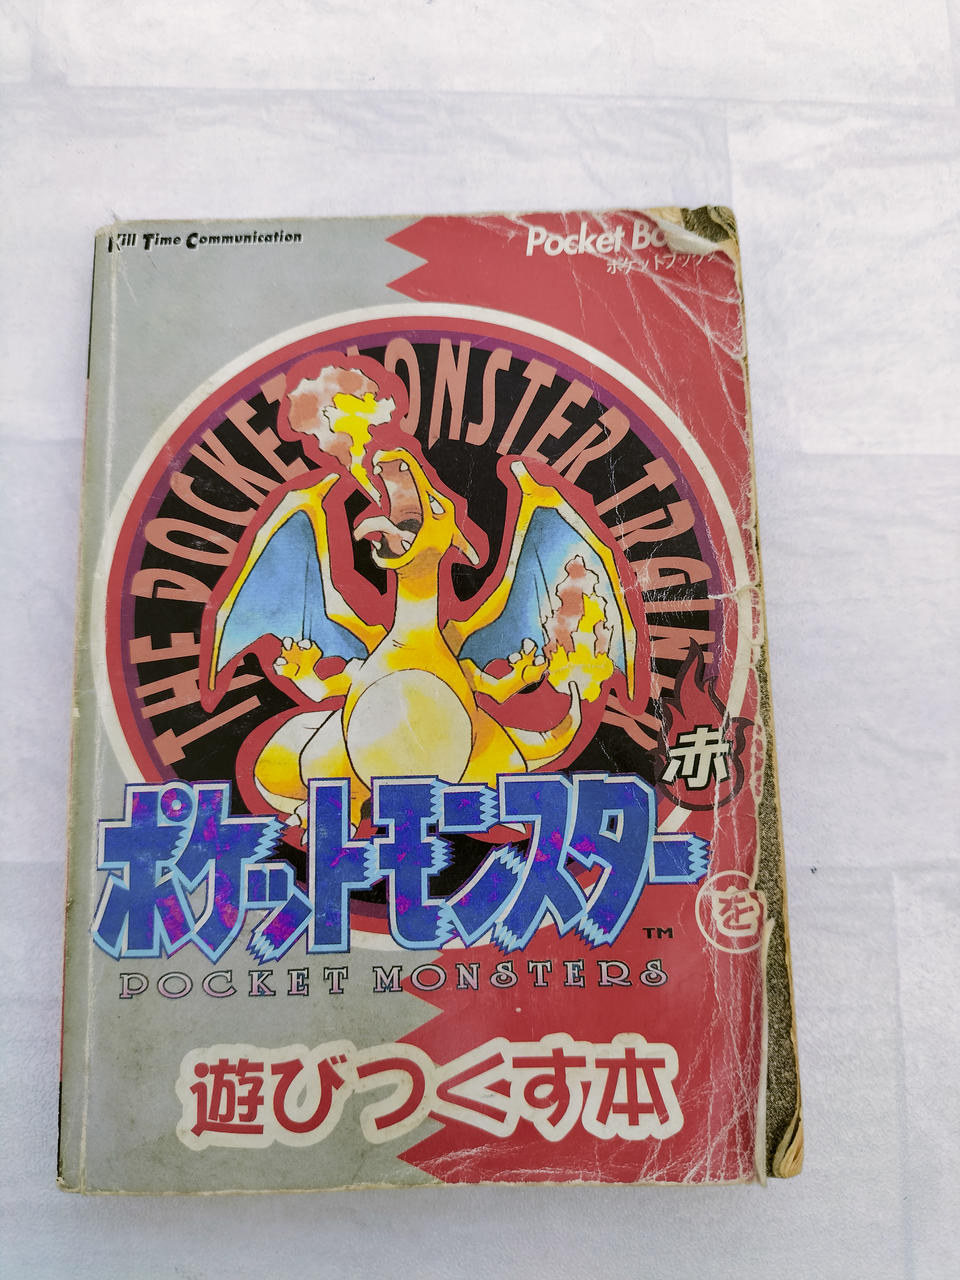 Kill Time Communication
Pocket
ポケットブック
THE POCKET MONSTER TRAINER
赤
ポケットモンスター
TM
を
POCKET MONSTERS
遊びつくす本